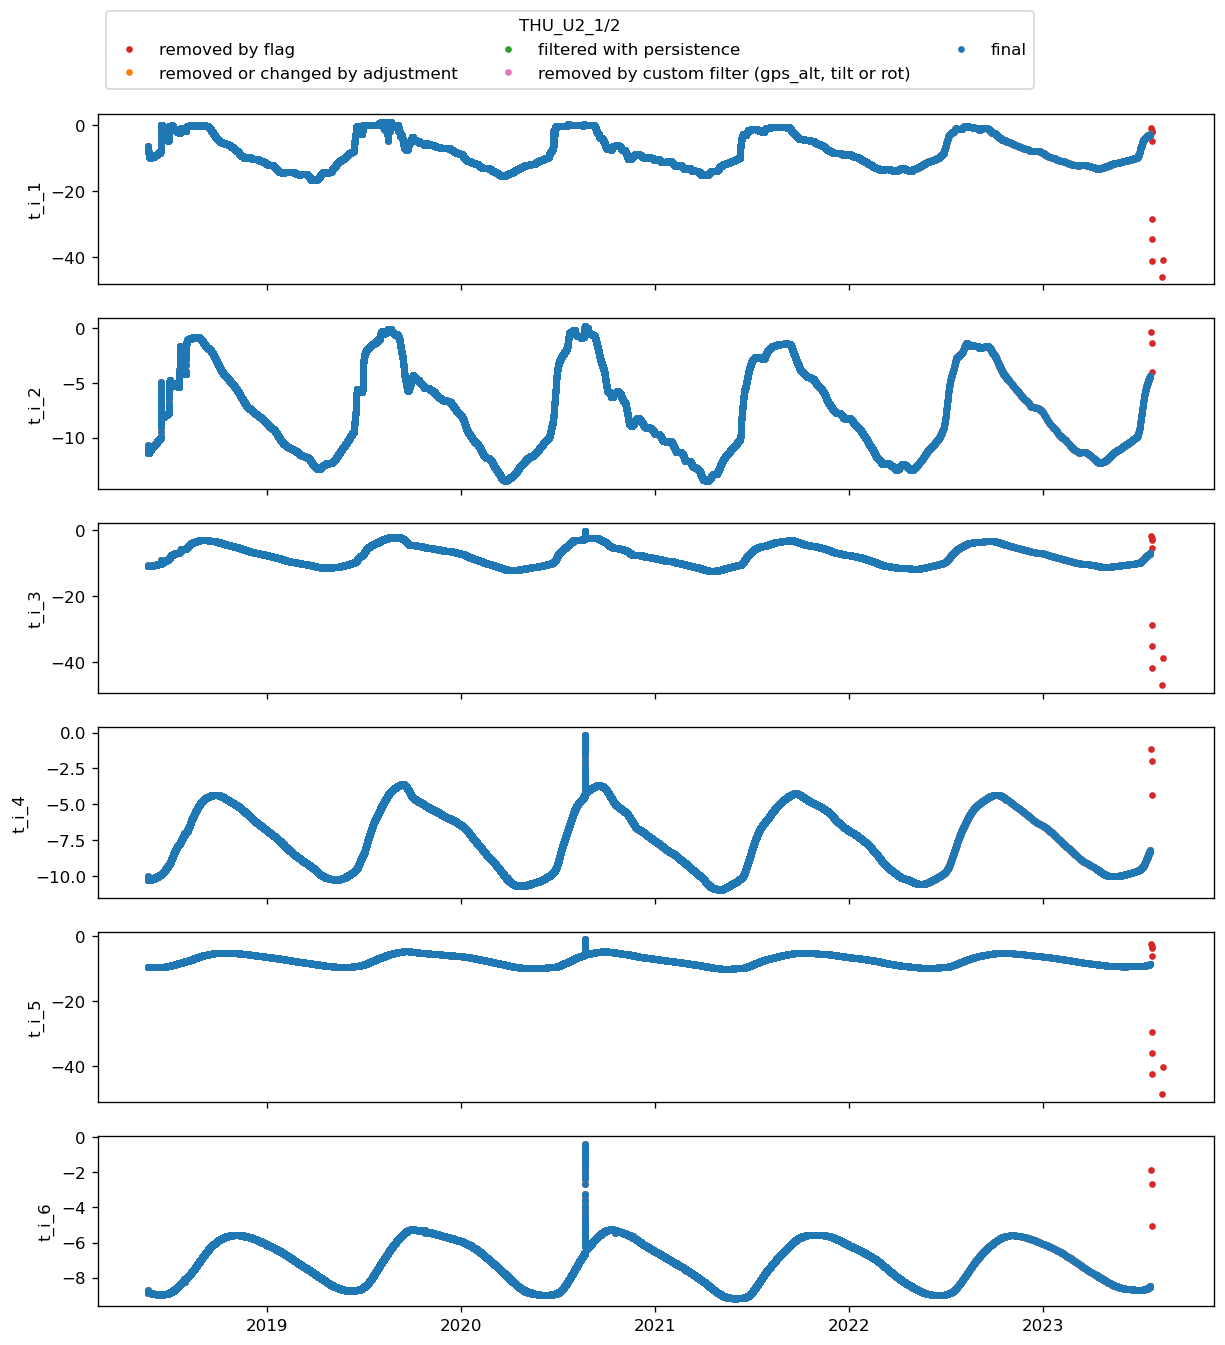 THU_U2_1/2
removed by flag
removed or changed by adjustment
filtered with persistence
removed by custom filter (gps_alt, tilt or rot)
final
0
−20
−40
t_i_1
0
−5
−10
t_i_2
0
−20
−40
t_i_3
0.0
−2.5
−5.0
−7.5
−10.0
t_i_4
0
−20
−40
t_i_5
0
−2
−4
−6
−8
t_i_6
2019 2020 2021 2022 2023